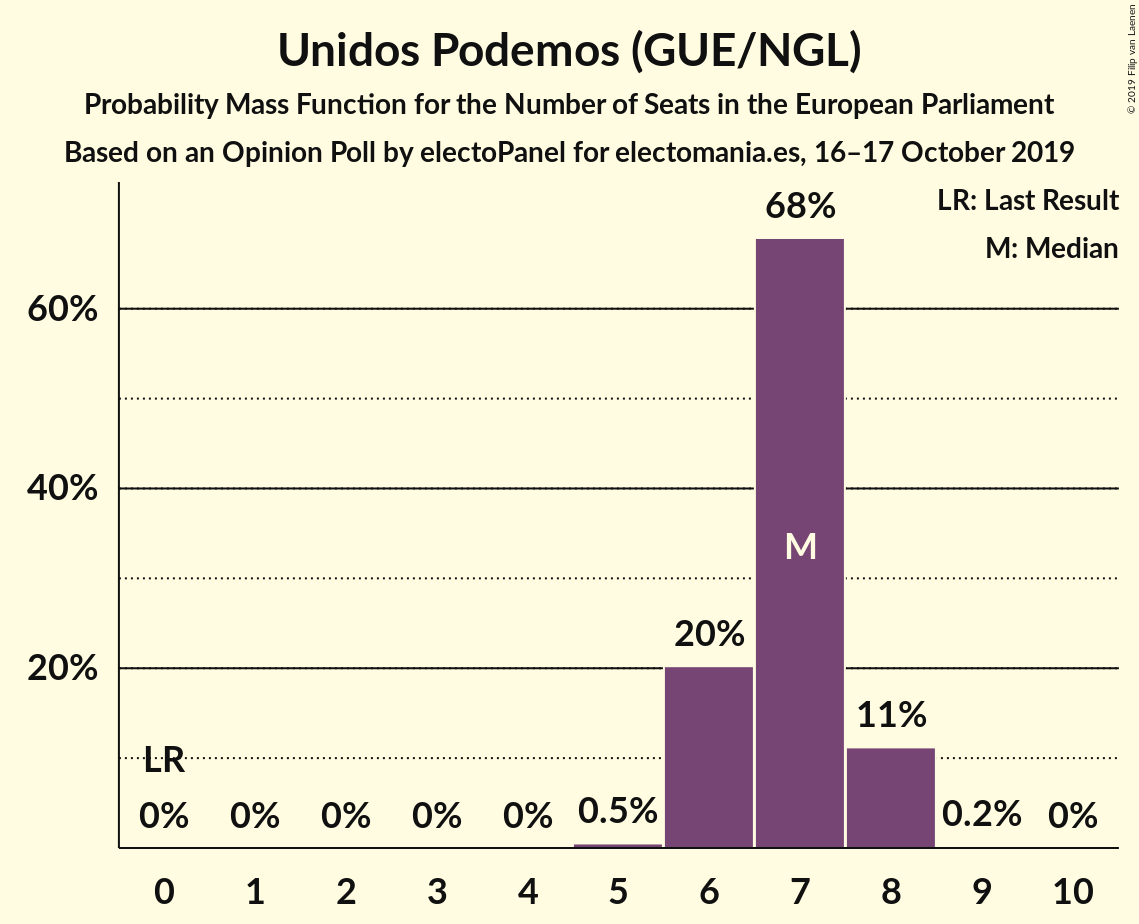 Unidos Podemos (GUE/NGL)
Probability Mass Function for the Number of Seats in the European Parliament
Based on an Opinion Poll by electoPanel for electomania.es, 16–17 October 2019
© 2019 Filip van Laenen
LR: Last Result
M: Median
68%
60%
40%
M
20%
20%
11%
LR
0% 0% 0% 0% 0% 0.5% 0.2% 0%
0 1 2 3 4 5 6 7 8 9 10